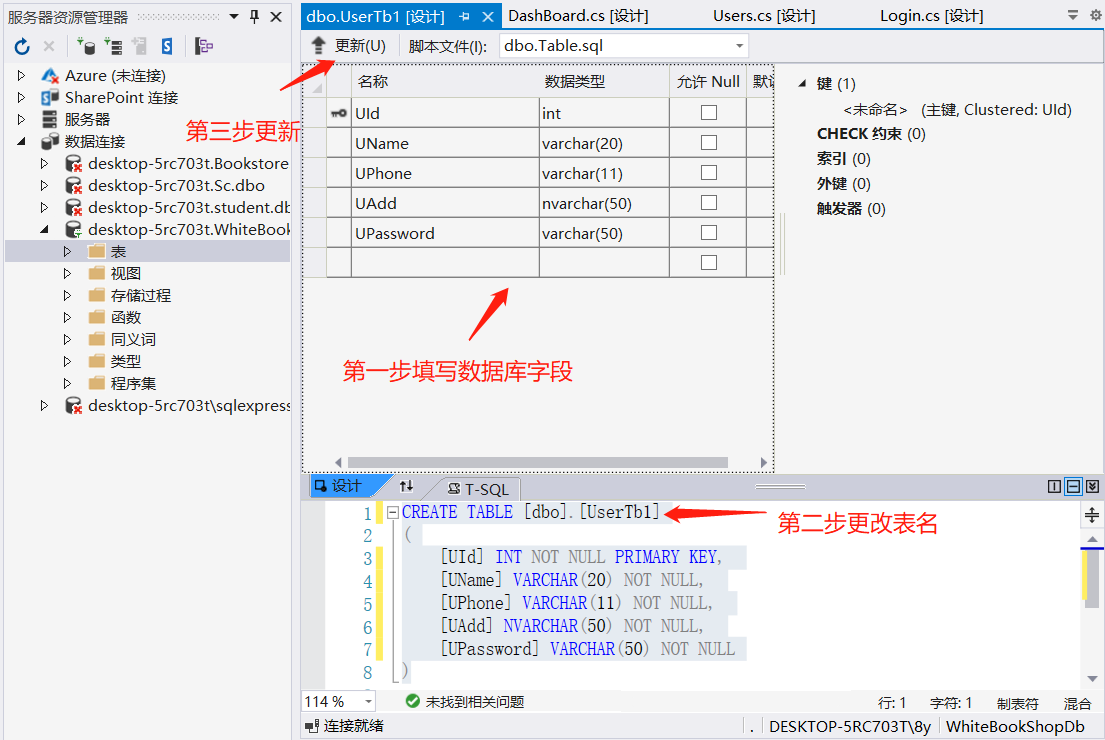 服务器资源管理器
Azure (未连接)
SharePoint 连接
服务器
数据连接
desktop-5rc703t.Bookstore
desktop-5rc703t.Sc.dbo
desktop-5rc703t.student.db
desktop-5rc703t.WhiteBook
表
视图
存储过程
函数
同义词
类型
程序集
desktop-5rc703t\sqlexpress
第三步更新
dbo.UserTb1 [设计] DashBoard.cs [设计] Users.cs [设计] Login.cs [设计]
更新(U) 脚本文件(I): dbo.Table.sql
名称 数据类型 允许 Null 默认
UId int
UName varchar(20)
UPhone varchar(11)
UAdd nvarchar(50)
UPassword varchar(50)
第一步填写数据库字段
键 (1)
<未命名> (主键, Clustered: UId)
CHECK 约束 (0)
索引 (0)
外键 (0)
触发器 (0)
设计 T-SQL
1 CREATE TABLE [dbo].[UserTb1]
2 (
3 [UId] INT NOT NULL PRIMARY KEY,
4 [UName] VARCHAR(20) NOT NULL,
5 [UPhone] VARCHAR(11) NOT NULL,
6 [UAdd] NVARCHAR(50) NOT NULL,
7 [UPassword] VARCHAR(50) NOT NULL
8 )
第二步更改表名
114 % 未找到相关问题 行: 1 字符: 1 制表符 混合
连接就绪 . DESKTOP-5RC703T\8y WhiteBookShopDb